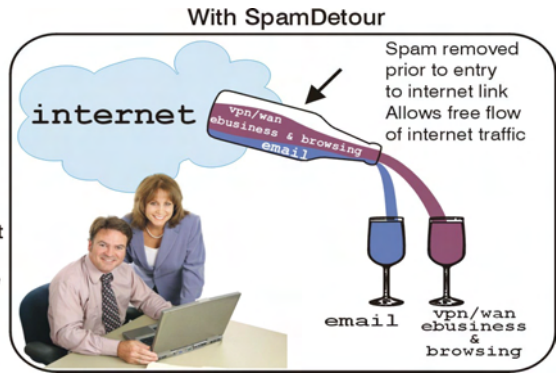 With SpamDetour
Spam removed
prior to entry
to internet link
Allows free flow
of internet traffic
internet
vpn/wan
ebusiness & browsing
email
email
vpn/wan
ebusiness
&
browsing